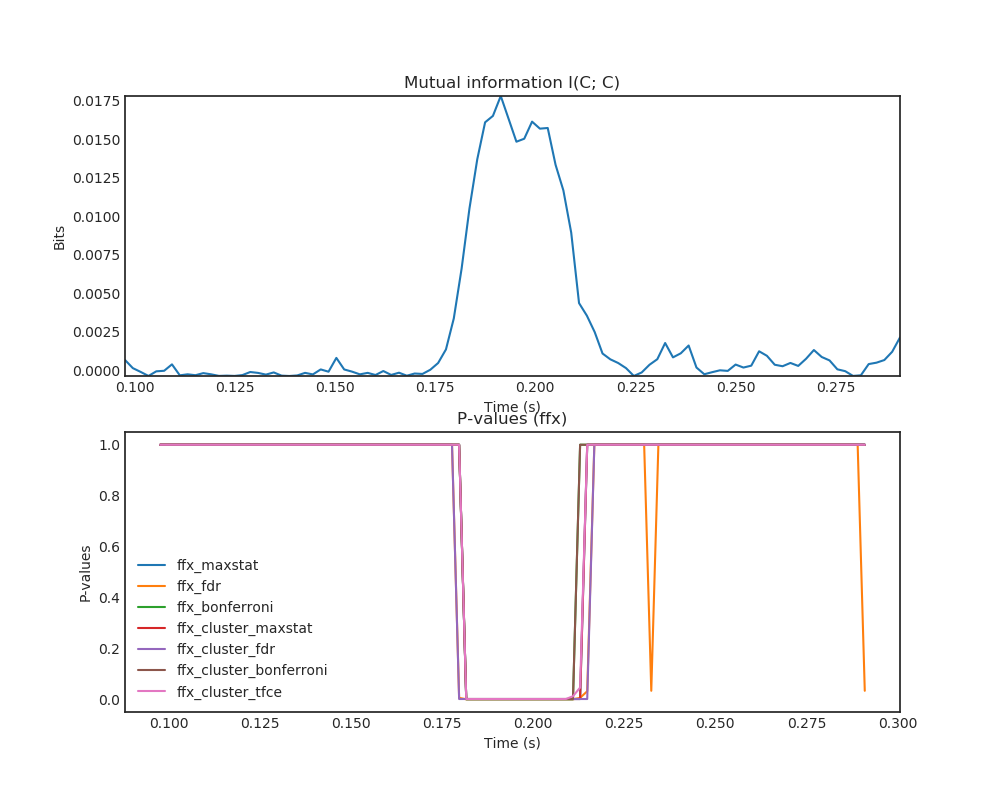 Mutual information I(C; C)
0.0175
0.0150
0.0125
0.0100
0.0075
0.0050
0.0025
0.0000
Bits
0.100 0.125 0.150 0.175 0.200 0.225 0.250 0.275
Time (s)
P-values (ffx)
1.0
0.8
0.6
0.4
0.2
0.0
P-values
ffx_maxstat
ffx_fdr
ffx_bonferroni
ffx_cluster_maxstat
ffx_cluster_fdr
ffx_cluster_bonferroni
ffx_cluster_tfce
0.100 0.125 0.150 0.175 0.200 0.225 0.250 0.275 0.300
Time (s)